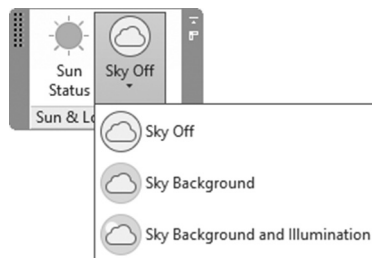 Sun
Status
Sky Off
Sun & Lo
Sky Off
Sky Background
Sky Background and Illumination